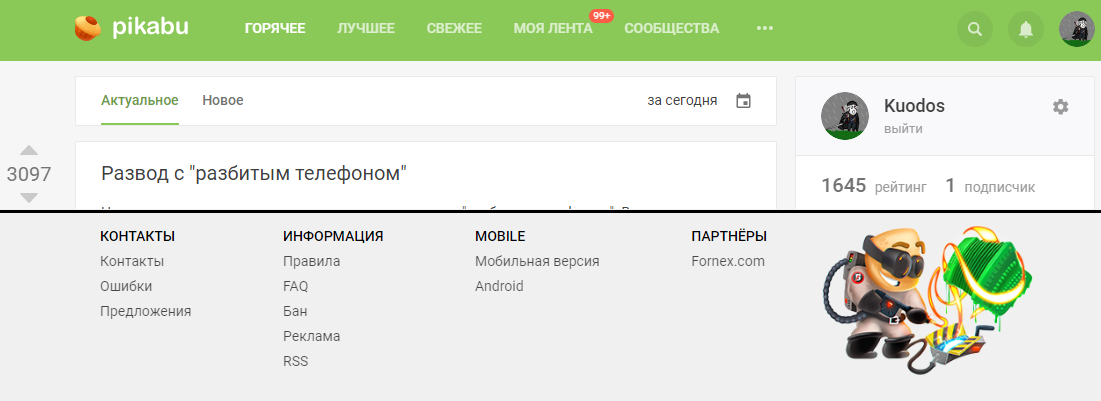 pikabu ГОРЯЧЕЕ ЛУЧШЕЕ СВЕЖЕЕ МОЯ ЛЕНТА 99+ СООБЩЕСТВА
Актуальное Новое за сегодня
Kuodos
выйти
3097
Развод с "разбитым телефоном"
1645 рейтинг 1 подписчик
КОНТАКТЫ ИНФОРМАЦИЯ MOBILE ПАРТНЁРЫ
Контакты Правила Мобильная версия Fornex.com
Ошибки FAQ Android
Предложения Бан
Реклама
RSS